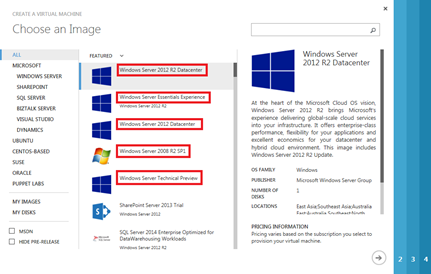 CREATE A VIRTUAL MACHINE
Choose an Image
ALL
MICROSOFT
WINDOWS SERVER
SHAREPOINT
SQL SERVER
BIZTALK SERVER
VISUAL STUDIO
DYNAMICS
UBUNTU
CENTOS-BASED
SUSE
ORACLE
PUPPET LABS
MY IMAGES
MY DISKS
MSDN
HIDE PRE-RELEASE
FEATURED
Windows Server 2012 R2 Datacenter
Windows Server Essentials Experience
Windows Server 2012 R2
Windows Server 2012 Datacenter
Windows Server 2008 R2 SP1
Windows Server Technical Preview
SharePoint Server 2013 Trial
Windows Server 2012
SQL Server 2014 Enterprise Optimized for
DataWarehousing Workloads
Windows Server
2012 R2 Datacenter
At the heart of the Microsoft Cloud OS vision,
Windows Server 2012 R2 brings Microsoft's
experience delivering global-scale cloud services
into your infrastructure. It offers enterprise-class
performance, flexibility for your applications and
excellent economics for your datacenter and
hybrid cloud environment. This image includes
Windows Server 2012 R2 Update.
OS FAMILY Windows
PUBLISHER Microsoft Windows Server Group
NUMBER OF DISKS 1
LOCATIONS East Asia;Southeast Asia;Australia
PRICING INFORMATION
Pricing varies based on the subscription you select to
provision your virtual machine.
2 3 4